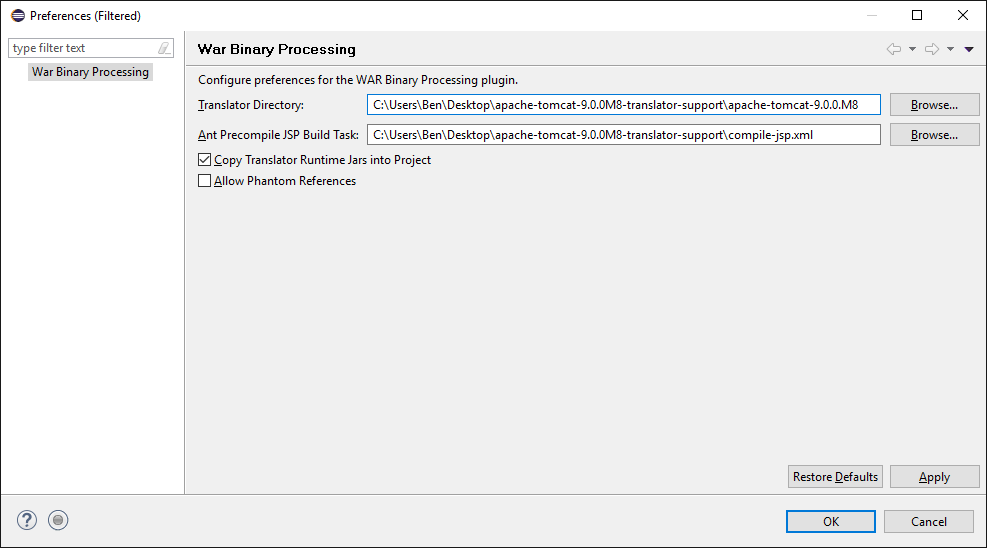 Preferences (Filtered)
type filter text
War Binary Processing
War Binary Processing
Configure preferences for the WAR Binary Processing plugin.
Translator Directory: C:\Users\Ben\Desktop\apache-tomcat-9.0.0M8-translator-support\apache-tomcat-9.0.0.M8 Browse...
Ant Precompile JSP Build Task: C:\Users\Ben\Desktop\apache-tomcat-9.0.0M8-translator-support\compile-jsp.xml Browse...
Copy Translator Runtime Jars into Project
Allow Phantom References
Restore Defaults Apply
? OK Cancel